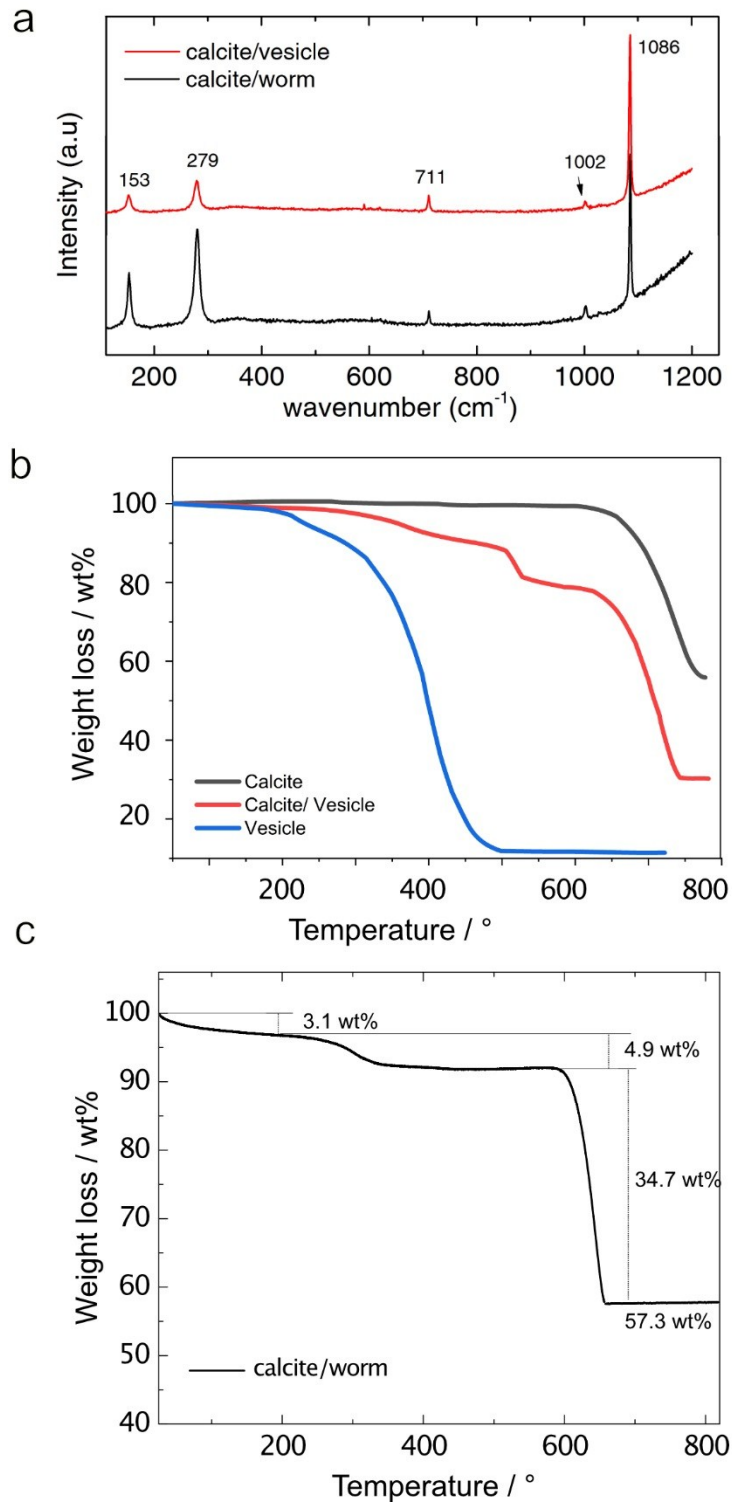 a
calcite/vesicle
calcite/worm
1086
153
279
711
1002
Intensity (a.u)
200 400 600 800 1000 1200
wavenumber (cm⁻¹)
b
100
80
60
40
20
Weight loss / wt%
Calcite
Calcite/ Vesicle
Vesicle
200 400 600 800
Temperature / °
c
100
90
80
70
60
50
40
Weight loss / wt%
3.1 wt%
4.9 wt%
34.7 wt%
57.3 wt%
calcite/worm
200 400 600 800
Temperature / °